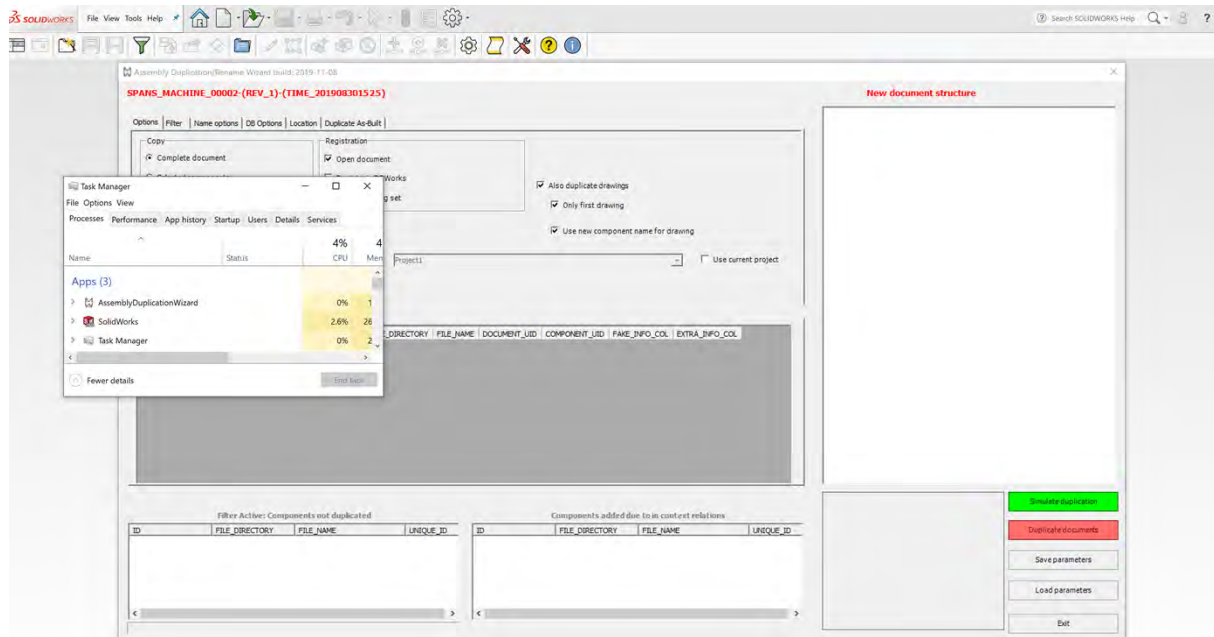 SOLIDWORKS File View Tools Help Search SOLIDWORKS Help ?
Assembly Duplication/Rename Wizard build: 2019-11-08
SPANS_MACHINE_00002-(REV_1)-(TIME_201908301525)
New document structure
Options Filter Name options DB Options Location Duplicate As-Built
Copy Registration
Complete document Open document
Works
Also duplicate drawings
g set
Only first drawing
Use new component name for drawing
Project1 Use current project
Task Manager
File Options View
Processes Performance App history Startup Users Details Services
4% 4
Name Status CPU Mem
Apps (3)
AssemblyDuplicationWizard 0% 1
SolidWorks 2.6% 26
Task Manager 0% 2
Fewer details End task
_DIRECTORY FILE_NAME DOCUMENT_UID COMPONENT_UID FAKE_INFO_COL EXTRA_INFO_COL
Filter Active: Components not duplicated
ID FILE_DIRECTORY FILE_NAME UNIQUE_ID
Components added due to in context relations
ID FILE_DIRECTORY FILE_NAME UNIQUE_ID
Simulate duplication
Duplicate documents
Save parameters
Load parameters
Exit